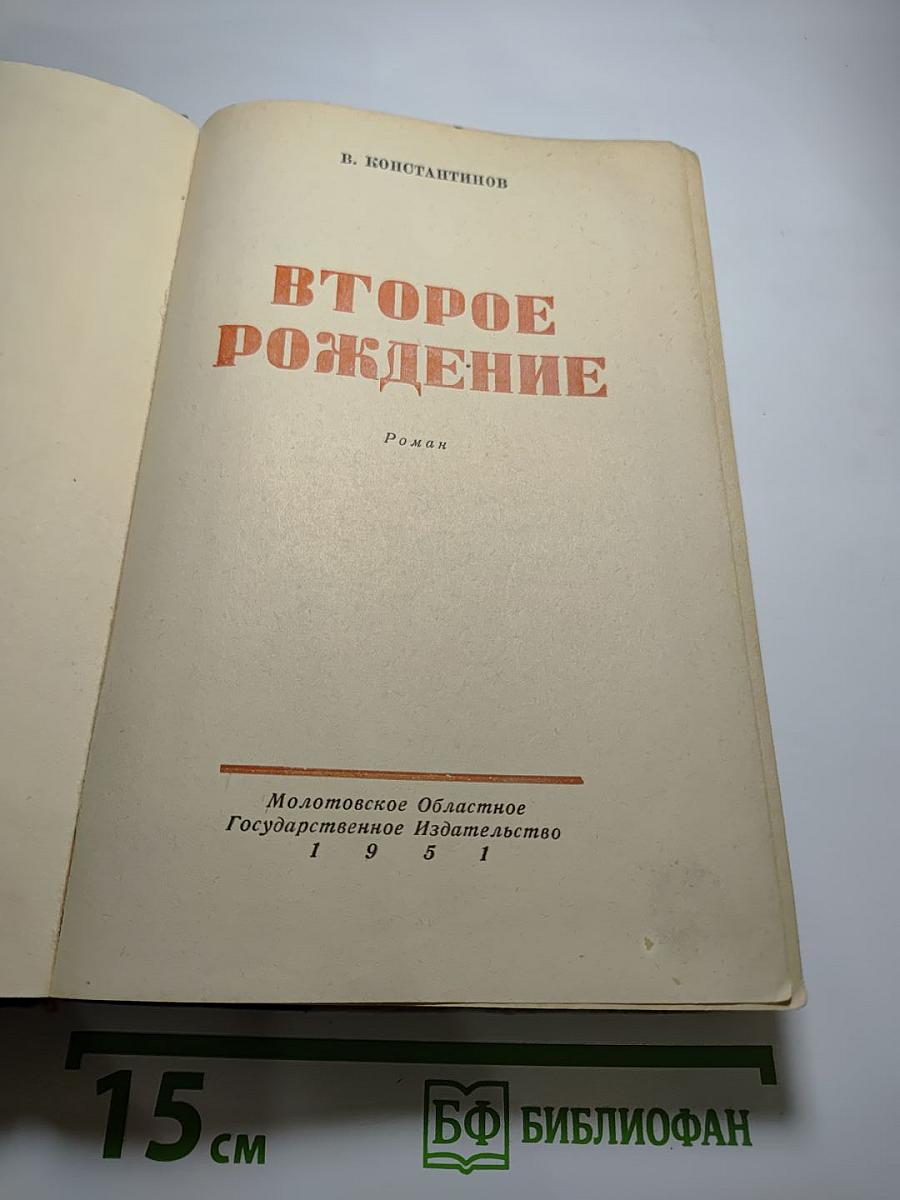 В. КОНСТАНТИНОВ
ВТОРОЕ
РОЖДЕНИЕ
Роман
Молотовское Областное
Государственное Издательство
1 9 5 1
15 см
БФ БИБЛИОФАН